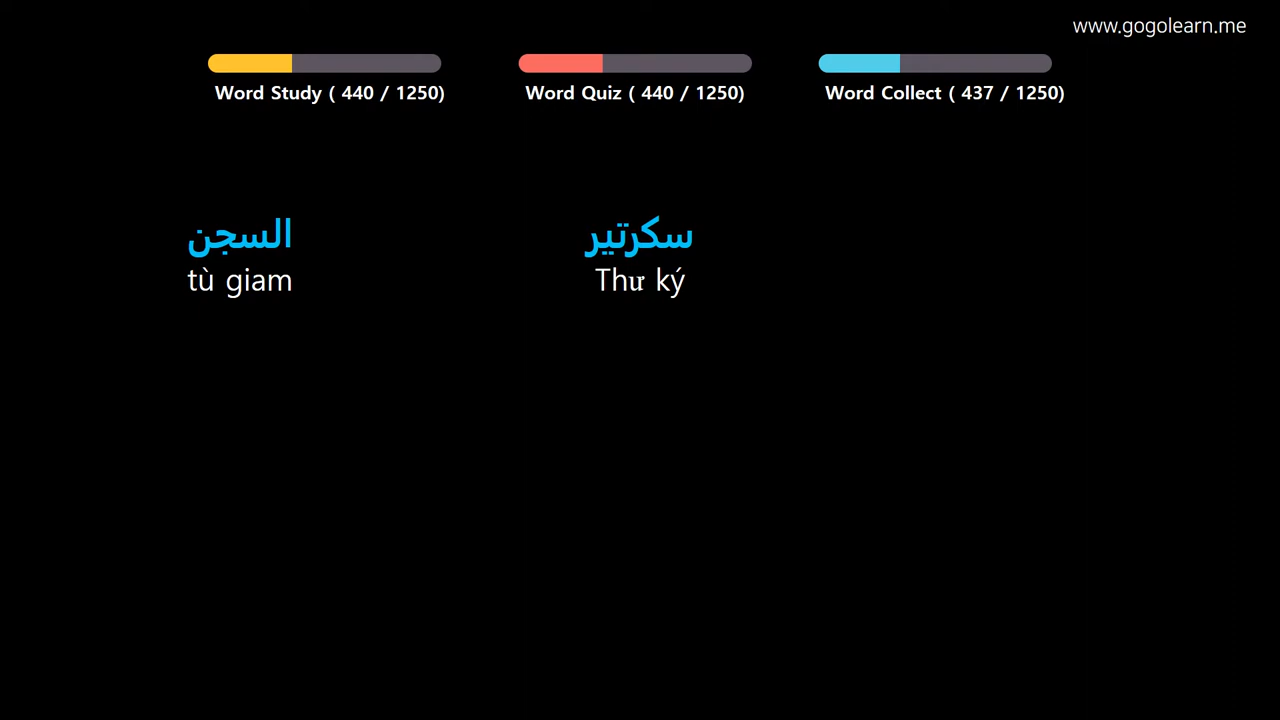 www.gogolearn.me
Word Study ( 440 / 1250)
Word Quiz ( 440 / 1250)
Word Collect ( 437 / 1250)
السجن
tù giam
سكرتير
Thư ký